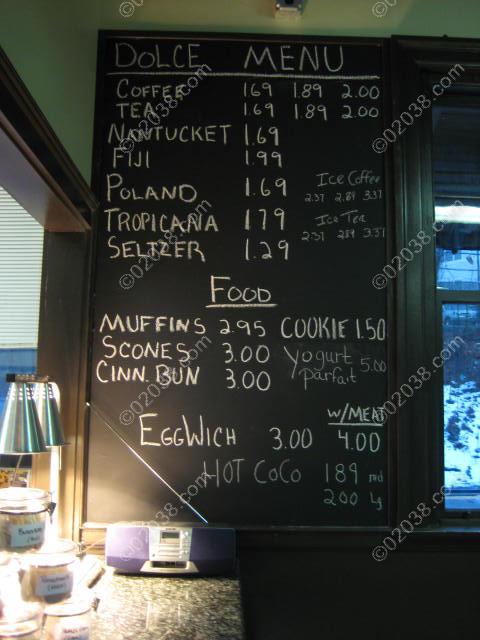 DOLCE MENU
COFFEE 1.69 1.89 2.00
TEA 1.69 1.89 2.00
NANTUCKET 1.69
FIJI 1.99
POLAND 1.69
Ice Coffee
2.37 2.89 3.37
TROPICANA 1.79
Ice Tea
2.37 2.89 3.37
SELTZER 1.29
FOOD
MUFFINS 2.95 COOKIE 1.50
SCONES 3.00 Yogurt parfait 5.00
CINN. BUN 3.00
W/MEAT
EGGWICH 3.00 4.00
HOT COCO 1.89 md
2.00 lg
©02038.com